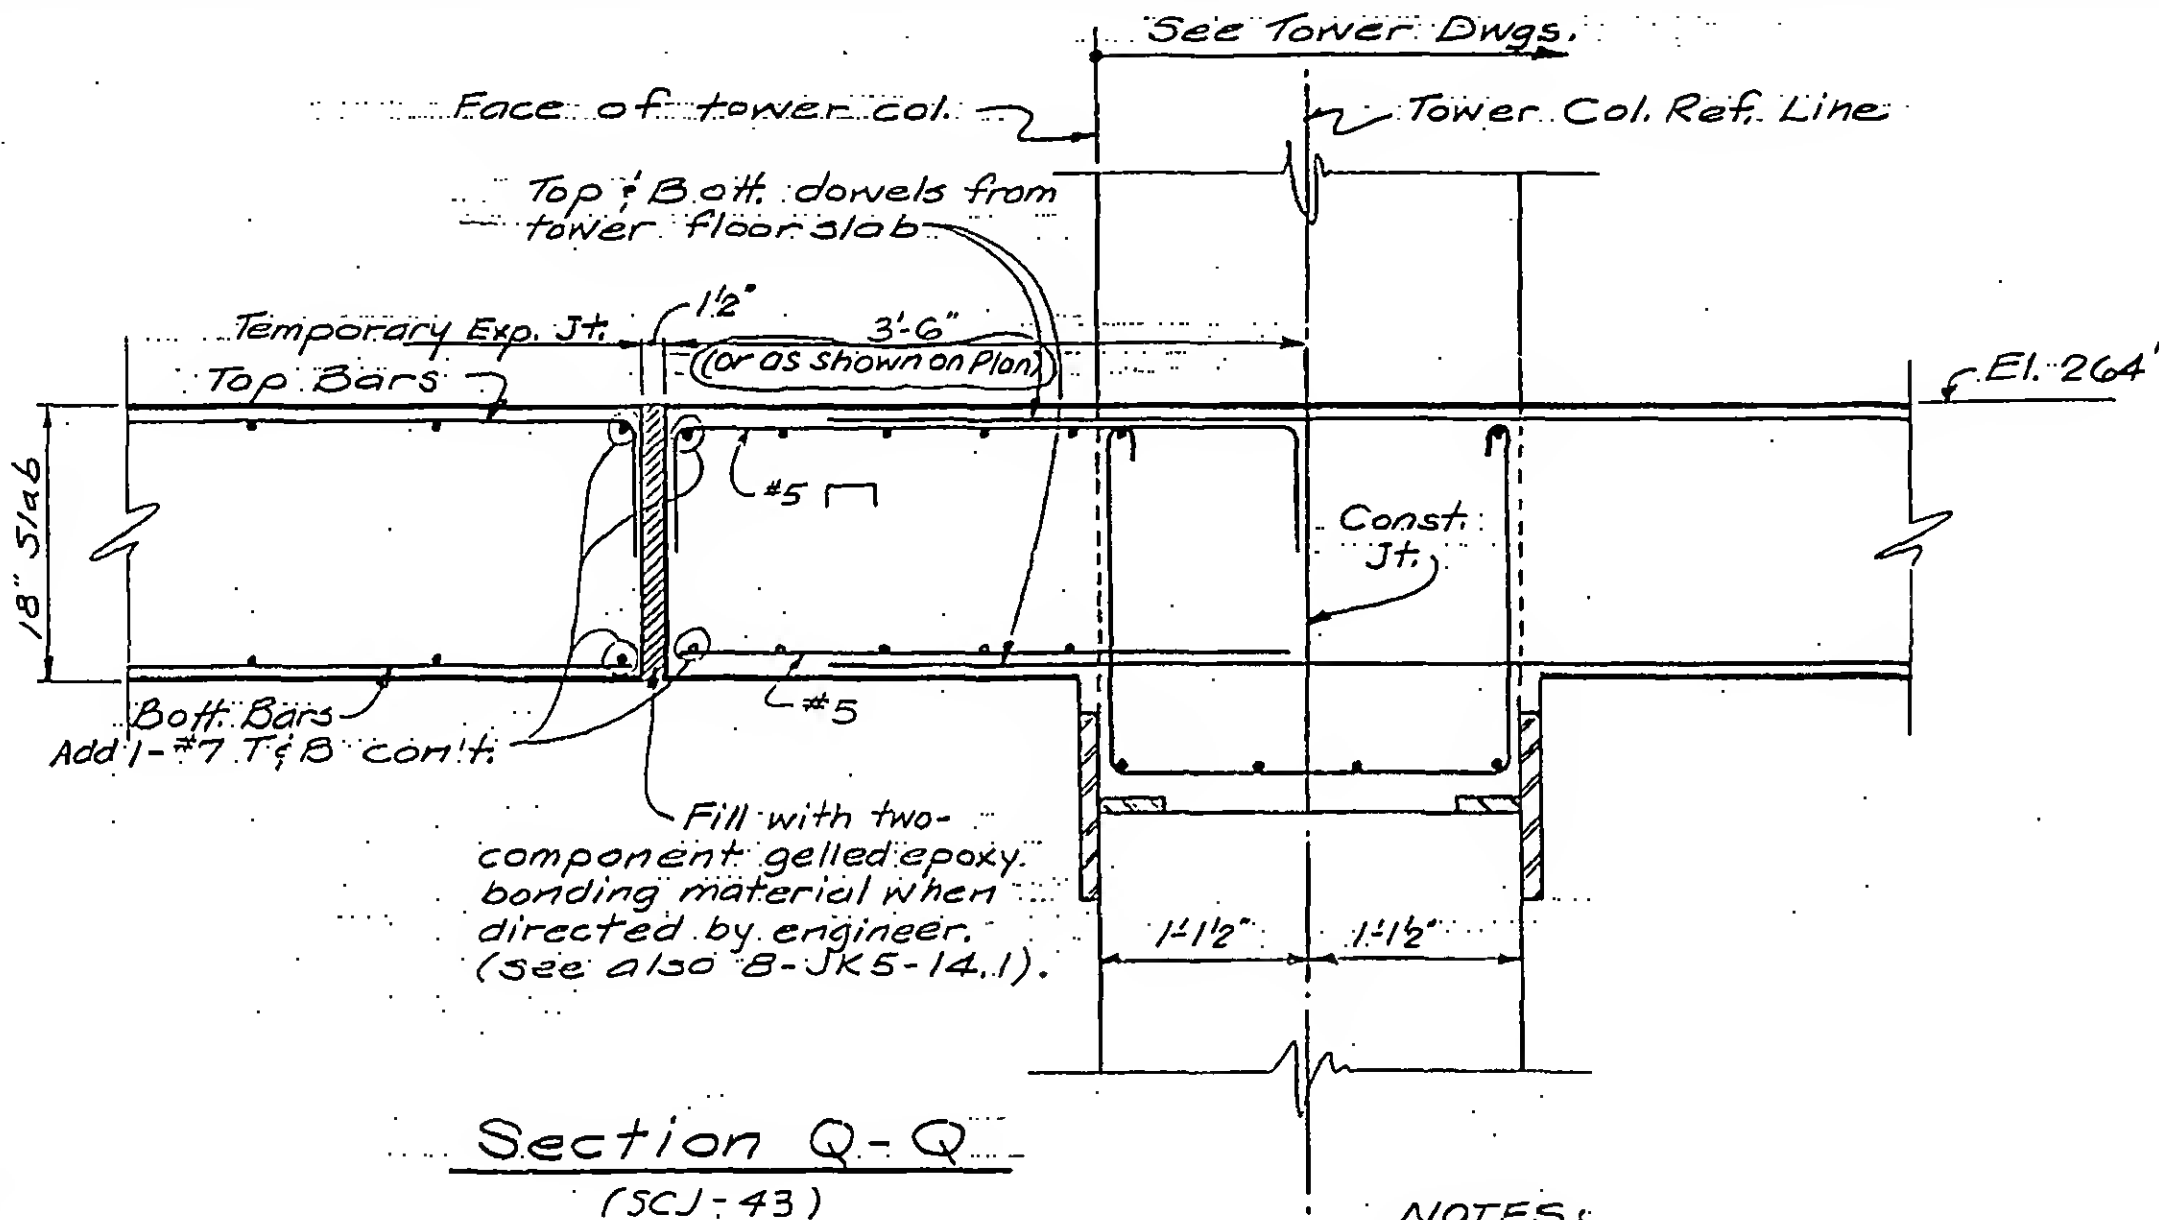 See Tower Dwgs.
Face of tower col.
Tower Col. Ref. Line
Top & Bott. dowels from
tower floor slab
1½"
Temporary Exp. Jt.
3'-6"
(or as shown on Plan)
Top Bars
El. 264'
18" Slab
#5
Const.
Jt.
#5
Bott. Bars
Add 1-#7 T&B con't.
Fill with two-
component gelled epoxy
bonding material when
directed by engineer.
(see also 8-JK5-14.1).
1'-1½"
1'-1½"
Section Q-Q
(SCJ-43)
NOTES: